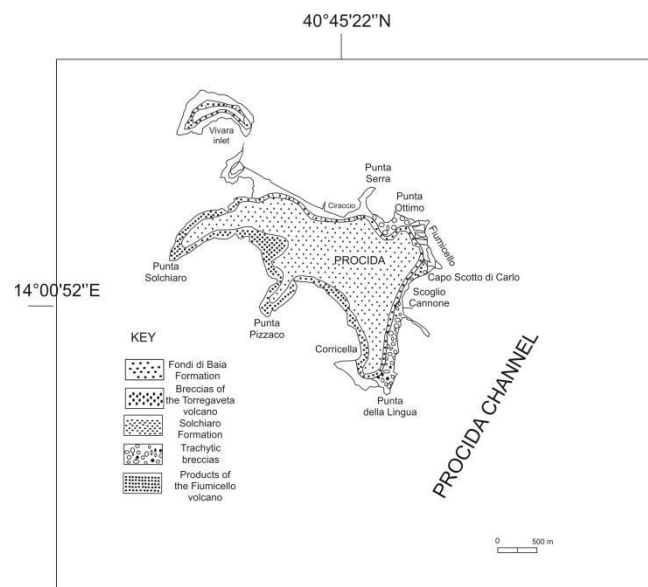 40°45'22"N
Vivara
inlet
Punta
Serra
Ciraccio
Punta
Ottimo
Fiumicello
Punta
Solchiaro
PROCIDA
Capo Scotto di Carlo
14°00'52"E
Scoglio
Cannone
Punta
Pizzaco
Corricella
Punta
della Lingua
PROCIDA CHANNEL
KEY
Fondi di Baia
Formation
Breccias of
the Torregaveta
volcano
Solchiaro
Formation
Trachytic
breccias
Products of
the Fiumicello
volcano
0 500 m